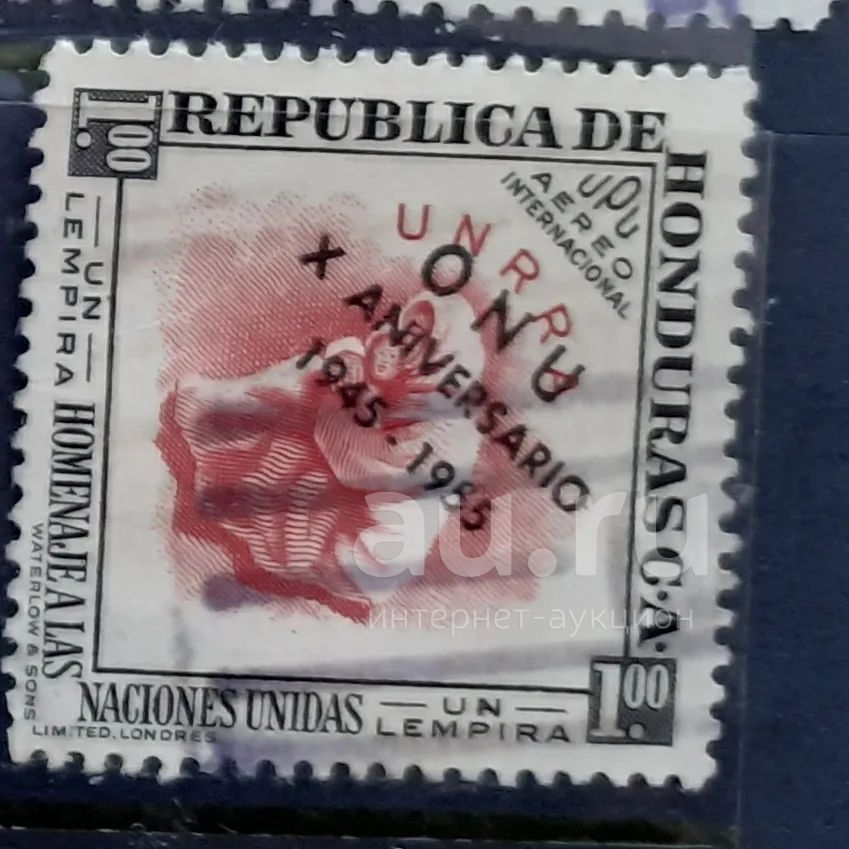 1.00
REPUBLICA DE
HONDURAS C·A·
UPU
AEREO
INTERNACIONAL
UNRRA
ONU
X ANIVERSARIO
1945 - 1955
— UN —
LEMPIRA
HOMENAJE A LAS
NACIONES UNIDAS
— UN —
LEMPIRA
1.00
WATERLOW & SONS
LIMITED, LONDRES
au.ru
интернет-аукцион